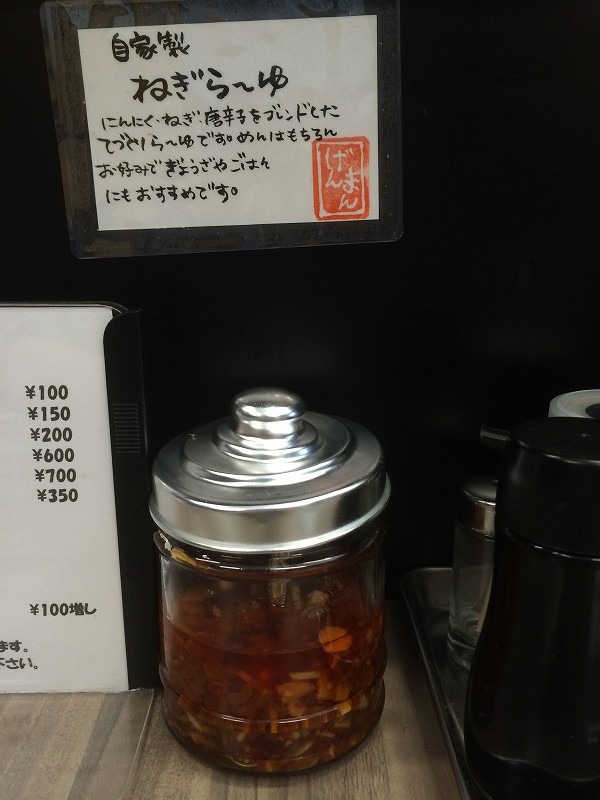 自家製
ねぎら〜ゆ
にんにく・ねぎ・唐辛子をブレンドした
てづくりら〜ゆです。めんはもちろん
お好みでぎょうざやごはん
にもおすすめです。
げんまん
¥100
¥150
¥200
¥600
¥700
¥350
¥100増し
ます。
下さい。